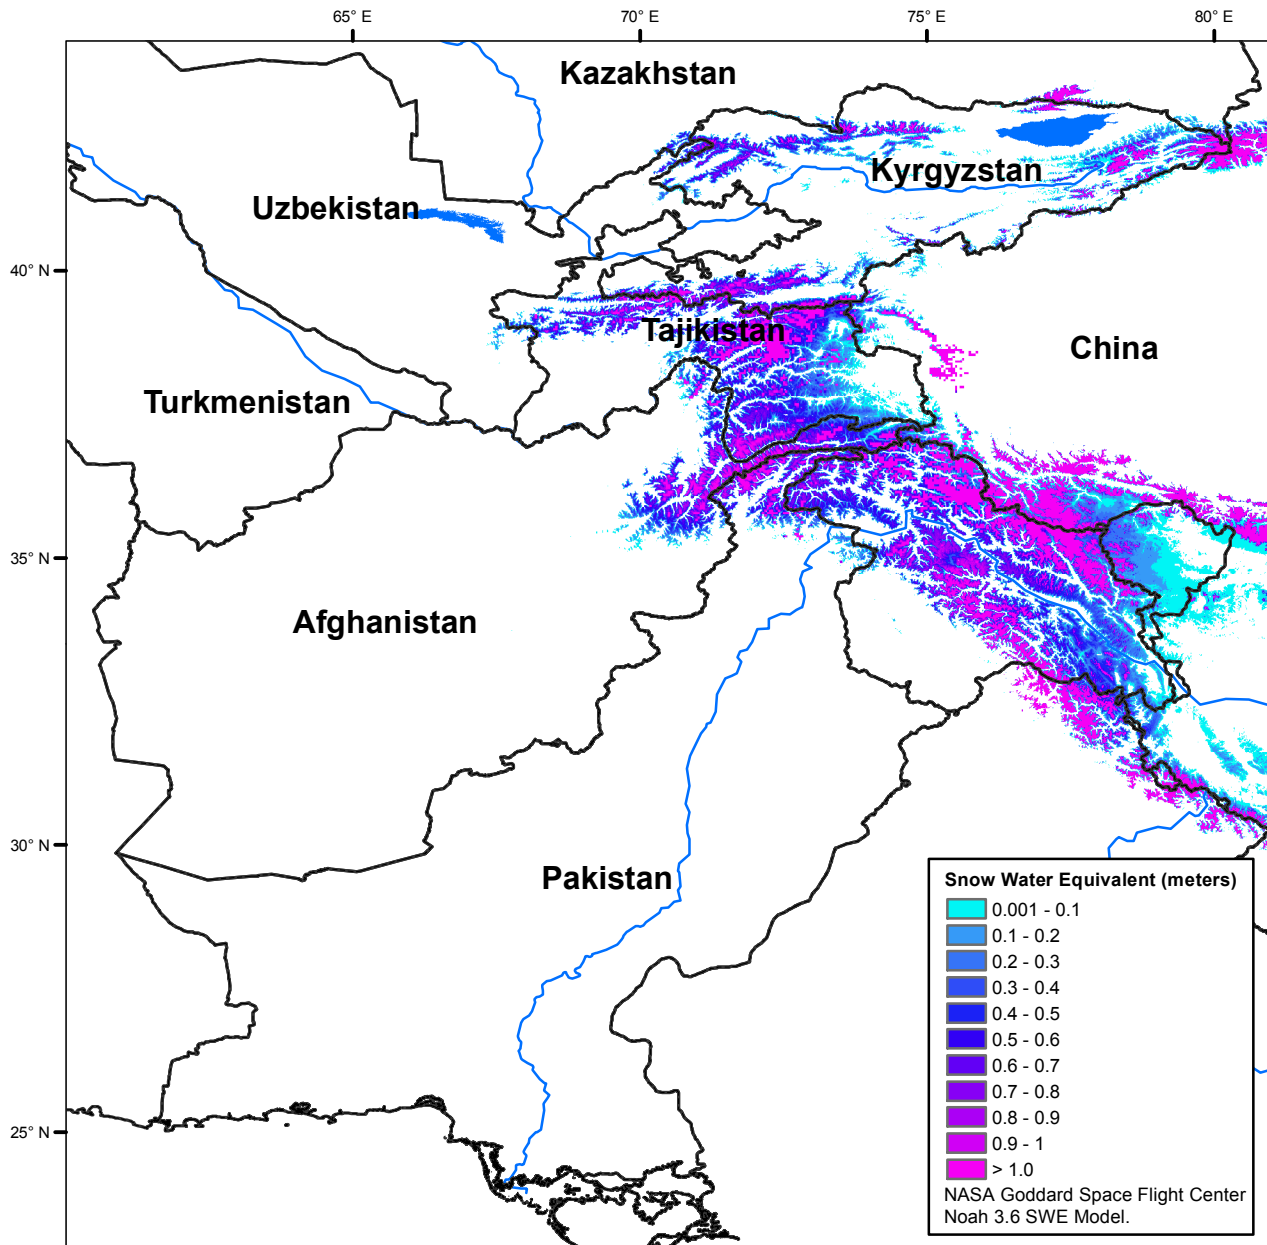 65° E
70° E
75° E
80° E
Kazakhstan
Kyrgyzstan
Uzbekistan
40° N
Tajikistan
China
Turkmenistan
35° N
Afghanistan
30° N
Pakistan
25° N
Snow Water Equivalent (meters)
0.001 - 0.1
0.1 - 0.2
0.2 - 0.3
0.3 - 0.4
0.4 - 0.5
0.5 - 0.6
0.6 - 0.7
0.7 - 0.8
0.8 - 0.9
0.9 - 1
> 1.0
NASA Goddard Space Flight Center
Noah 3.6 SWE Model.